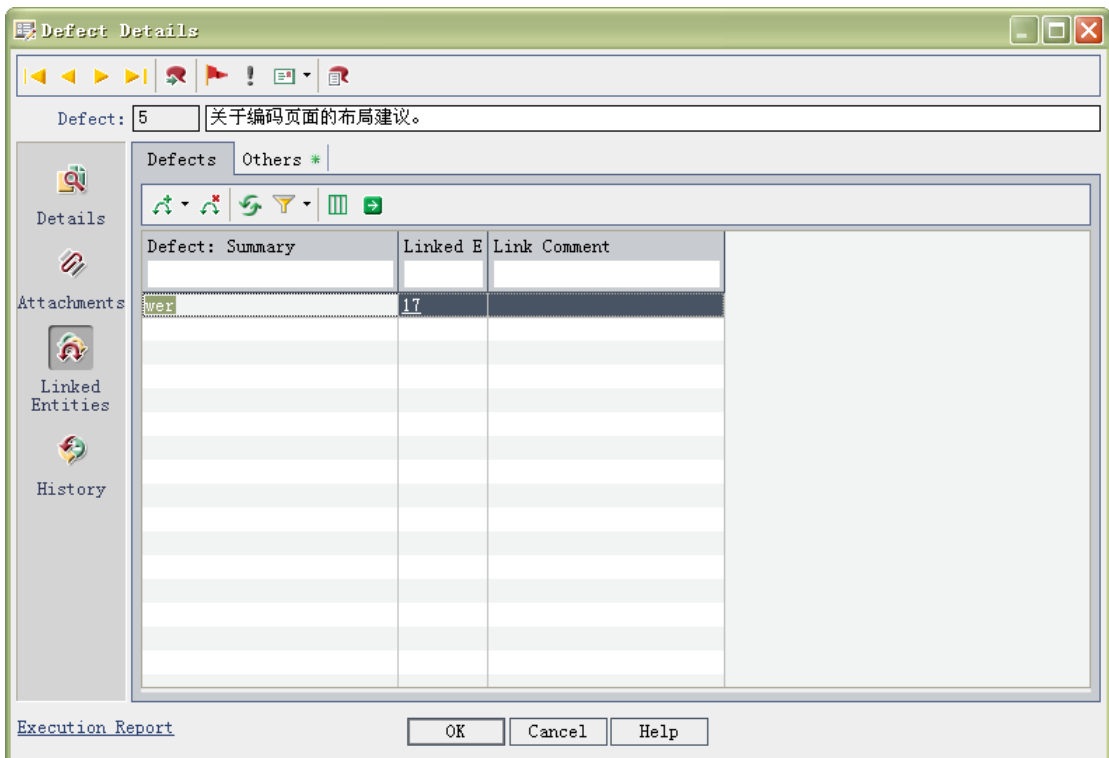 Defect Details
Defect: 5 关于编码页面的布局建议。
Defects Others *
Details
Defect: Summary Linked E Link Comment
Attachments
wer 17
Linked
Entities
History
Execution Report OK Cancel Help